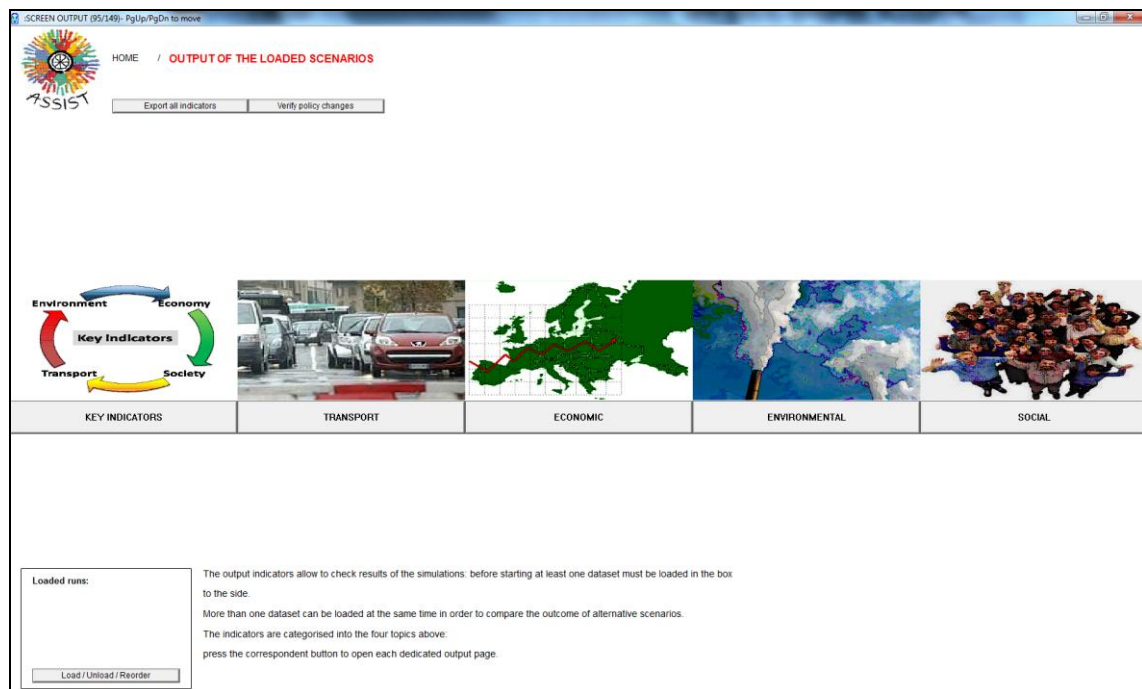 :SCREEN OUTPUT (95/149)- PgUp/PgDn to move
ASSIST
HOME / OUTPUT OF THE LOADED SCENARIOS
Export all indicators Verify policy changes
Environment Economy
Key Indicators
Transport Society
KEY INDICATORS TRANSPORT ECONOMIC ENVIRONMENTAL SOCIAL
Loaded runs:
Load / Unload / Reorder
The output indicators allow to check results of the simulations: before starting at least one dataset must be loaded in the box
to the side.
More than one dataset can be loaded at the same time in order to compare the outcome of alternative scenarios.
The indicators are categorised into the four topics above:
press the correspondent button to open each dedicated output page.